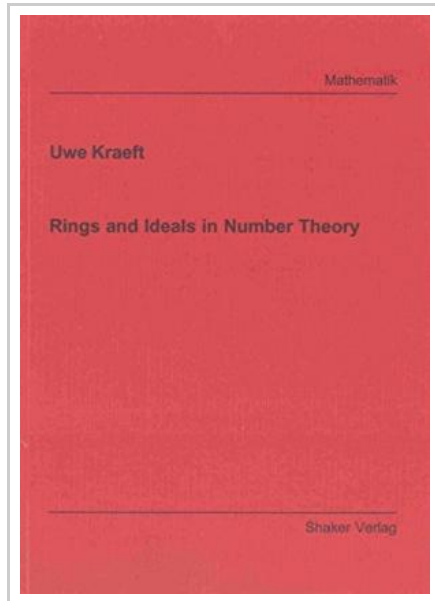 Mathematik
Uwe Kraeft
Rings and Ideals in Number Theory
Shaker Verlag